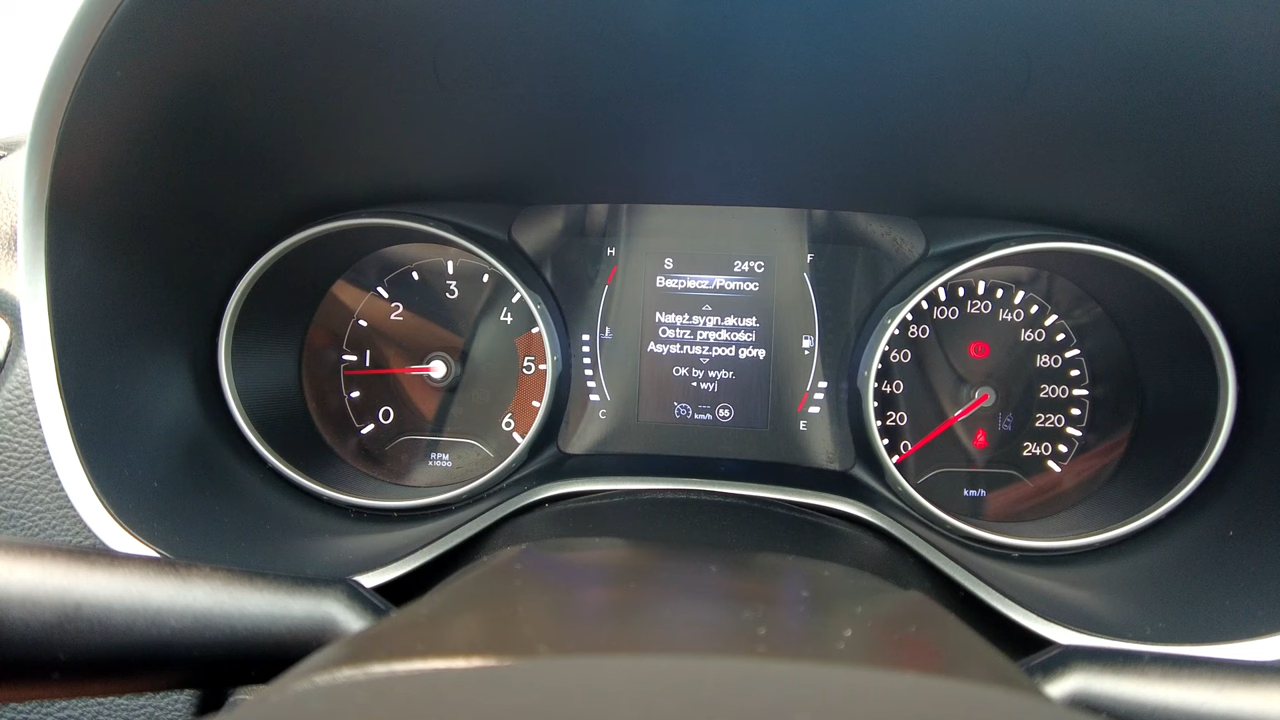 0
1
2
3
4
5
6
RPM
x1000
H
C
S 24°C
Bezpiecz./Pomoc
Natęż.sygn.akust.
Ostrz. prędkości
Asyst.rusz.pod górę
OK by wybr.
◂ wyj
--- km/h 55
F
E
0
20
40
60
80
100
120
140
160
180
200
220
240
km/h